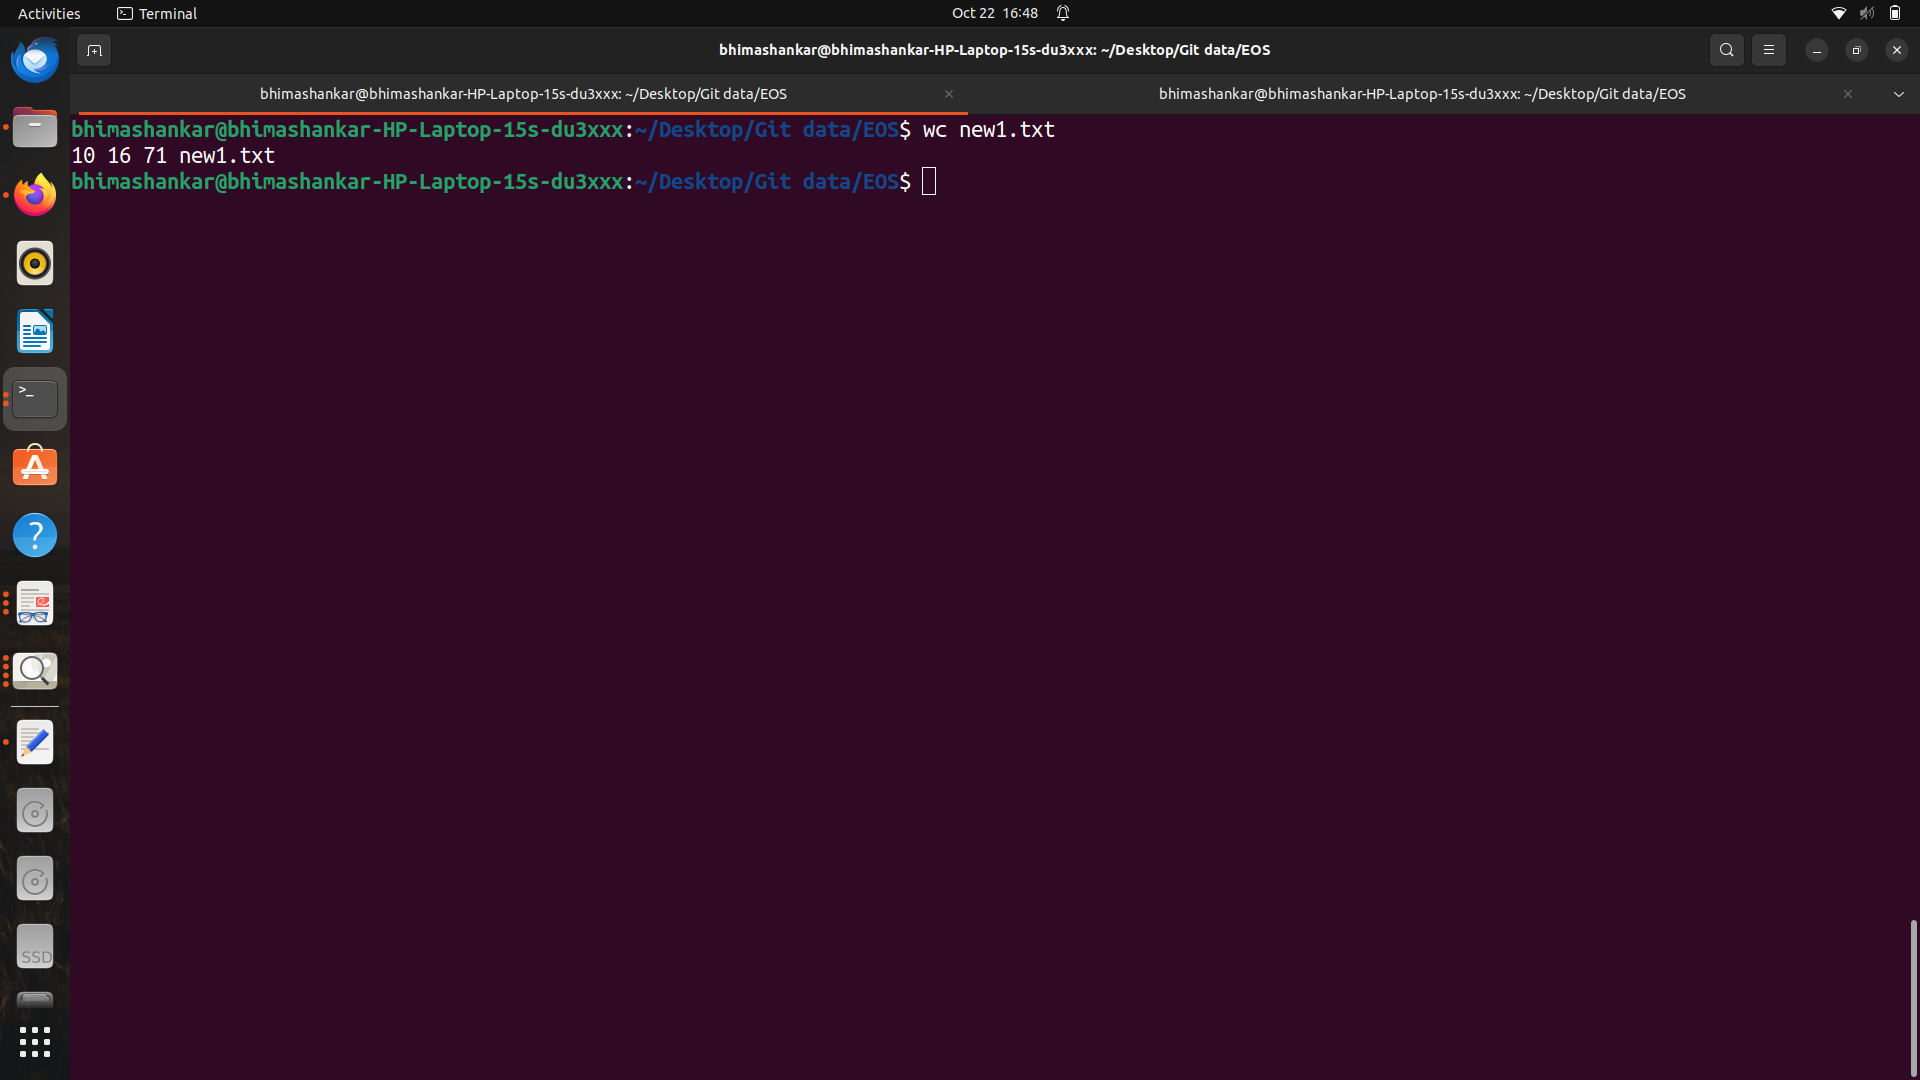 Activities
Terminal
Oct 22 16:48
bhimashankar@bhimashankar-HP-Laptop-15s-du3xxx: ~/Desktop/Git data/EOS
bhimashankar@bhimashankar-HP-Laptop-15s-du3xxx: ~/Desktop/Git data/EOS
bhimashankar@bhimashankar-HP-Laptop-15s-du3xxx: ~/Desktop/Git data/EOS
bhimashankar@bhimashankar-HP-Laptop-15s-du3xxx:~/Desktop/Git data/EOS$ wc new1.txt
10 16 71 new1.txt
bhimashankar@bhimashankar-HP-Laptop-15s-du3xxx:~/Desktop/Git data/EOS$
>_
A
?
SSD